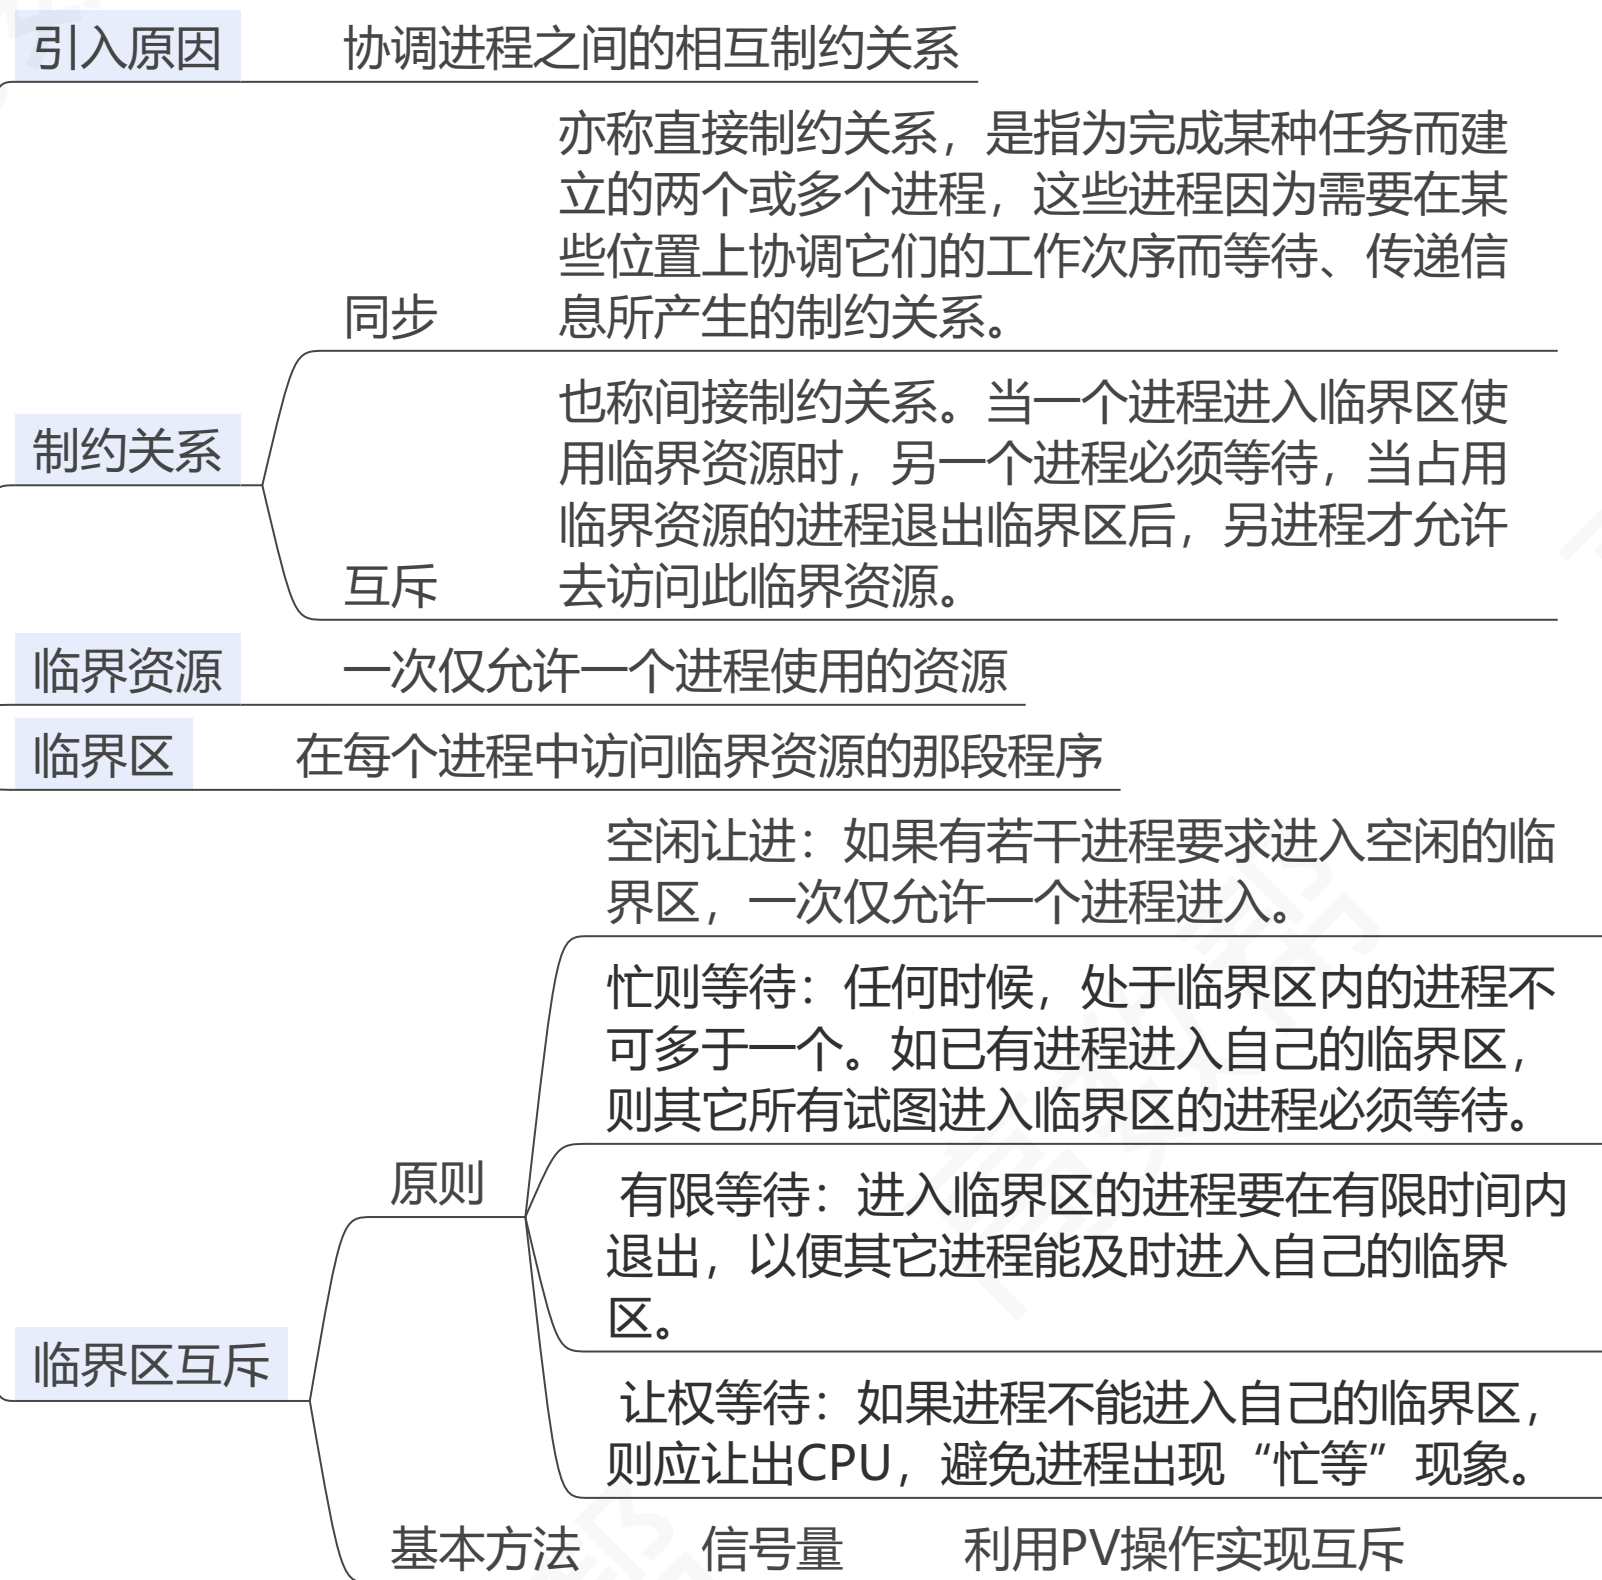 引入原因 协调进程之间的相互制约关系
亦称直接制约关系，是指为完成某种任务而建
立的两个或多个进程，这些进程因为需要在某
些位置上协调它们的工作次序而等待、传递信
同步 息所产生的制约关系。
也称间接制约关系。当一个进程进入临界区使
制约关系
用临界资源时，另一个进程必须等待，当占用
临界资源的进程退出临界区后，另进程才允许
互斥 去访问此临界资源。
临界资源 一次仅允许一个进程使用的资源
临界区 在每个进程中访问临界资源的那段程序
空闲让进：如果有若干进程要求进入空闲的临
界区，一次仅允许一个进程进入。
忙则等待：任何时候，处于临界区内的进程不
可多于一个。如已有进程进入自己的临界区，
则其它所有试图进入临界区的进程必须等待。
原则
有限等待：进入临界区的进程要在有限时间内
退出，以便其它进程能及时进入自己的临界
区。
临界区互斥
让权等待：如果进程不能进入自己的临界区，
则应让出CPU，避免进程出现“忙等”现象。
基本方法 信号量 利用PV操作实现互斥